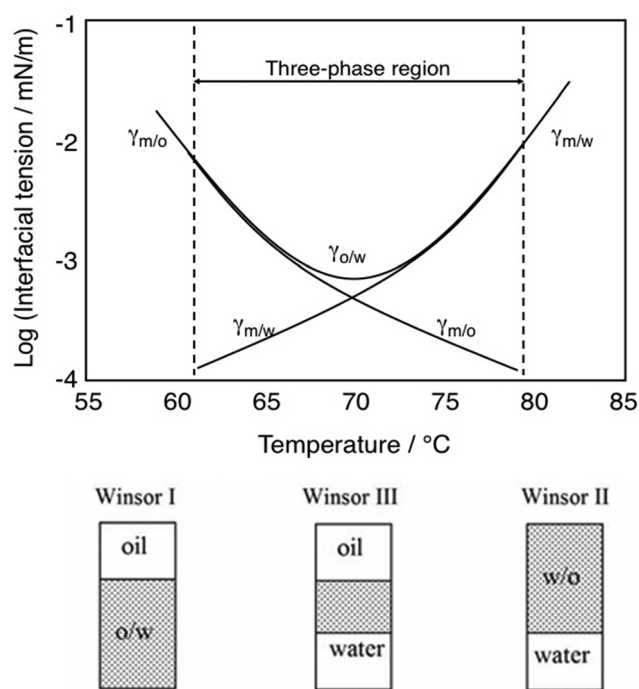 Log (Interfacial tension / mN/m)
-1
-2
-3
-4
Three-phase region
γm/o
γm/w
γo/w
γm/w
γm/o
55
60
65
70
75
80
85
Temperature / °C
Winsor I
Winsor III
Winsor II
oil
oil
w/o
o/w
water
water